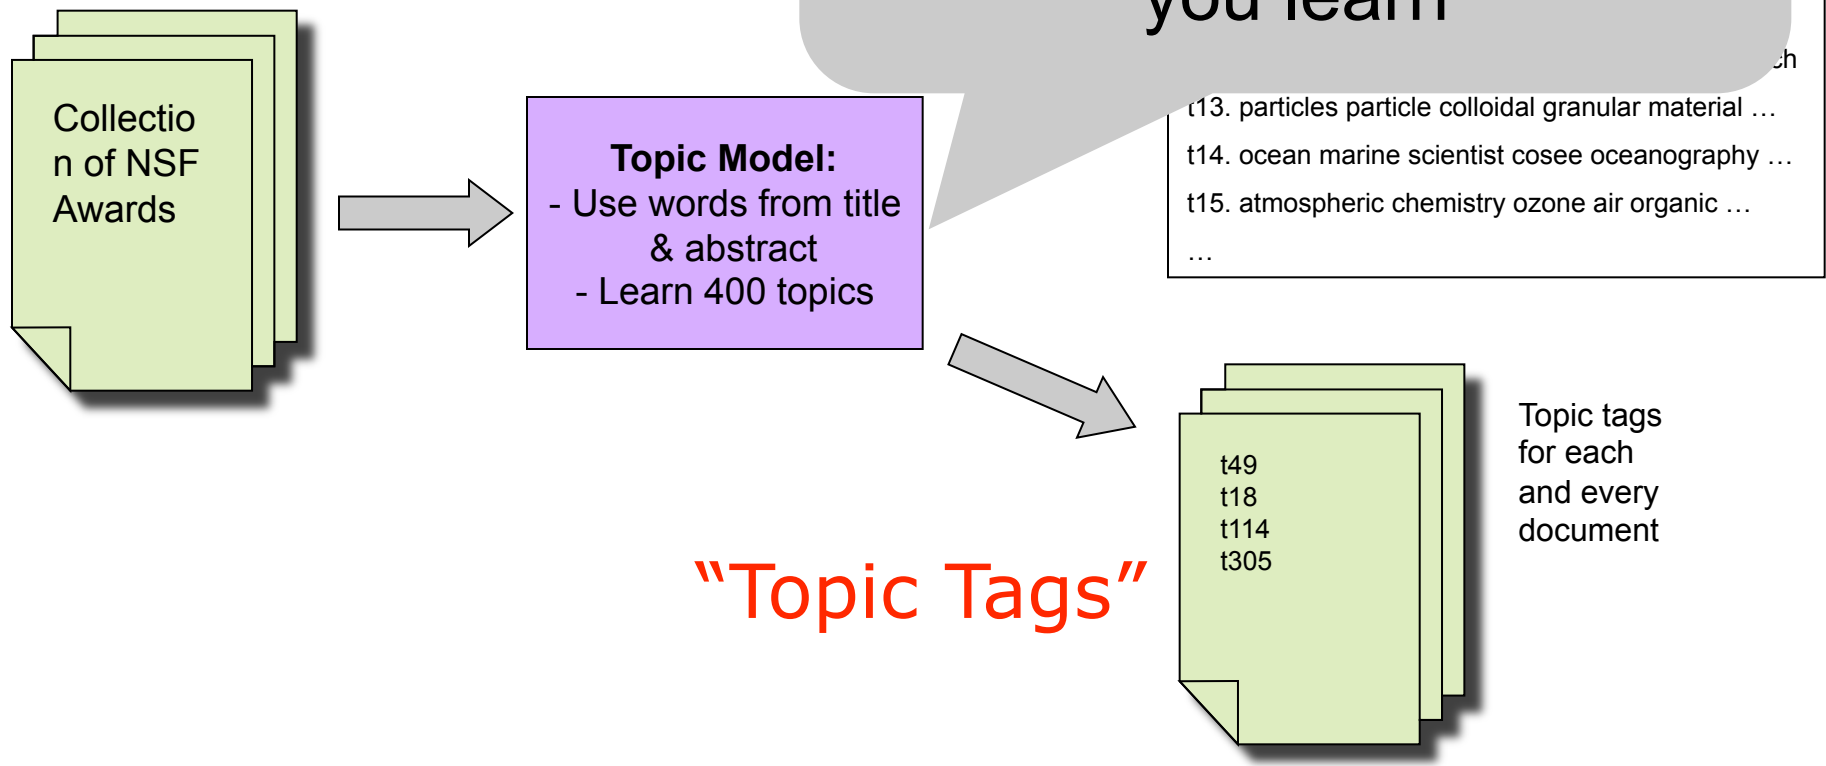 you learn
Collectio
n of NSF
Awards
Topic Model:
- Use words from title
& abstract
- Learn 400 topics
t13. particles particle colloidal granular material …
t14. ocean marine scientist cosee oceanography …
t15. atmospheric chemistry ozone air organic …
…
t49
t18
t114
t305
Topic tags
for each
and every
document
“Topic Tags”